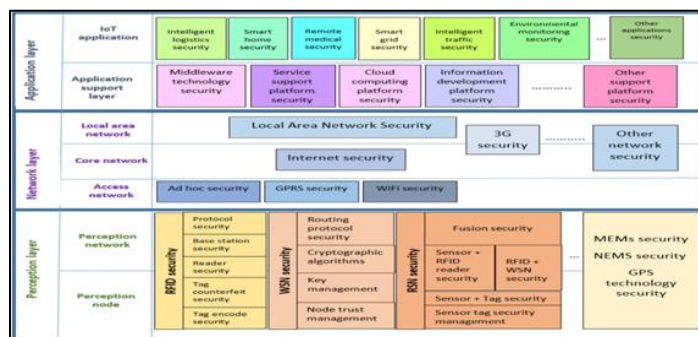 Application layer
IoT
application
Intelligent
logistics
security
Smart
home
security
Remote
medical
security
Smart
grid
security
Intelligent
traffic
security
Environmental
monitoring
security
...
Other
applications
security
Application
support
layer
Middleware
technology
security
Service
support
platform
security
Cloud
computing
platform
security
Information
development
platform
security
Other
support
platform
security
Network layer
Local area
network
Local Area Network Security
3G
security
Other
network
security
Core network
Internet security
Access
network
Ad hoc security
GPRS security
WIFI security
Perception layer
Perception
network
Perception
node
RFID security
Protocol
security
Base station
security
Reader
security
Tag
counterfeit
security
Tag encode
security
WSN security
Routing
protocol
security
Cryptographic
algorithms
Key
management
Node trust
management
RSN security
Fusion security
Sensor +
RFID
reader
security
RFID +
WSN
security
Sensor + Tag security
Sensor tag security
management
...
MEMs security
NEMS security
GPS
technology
security